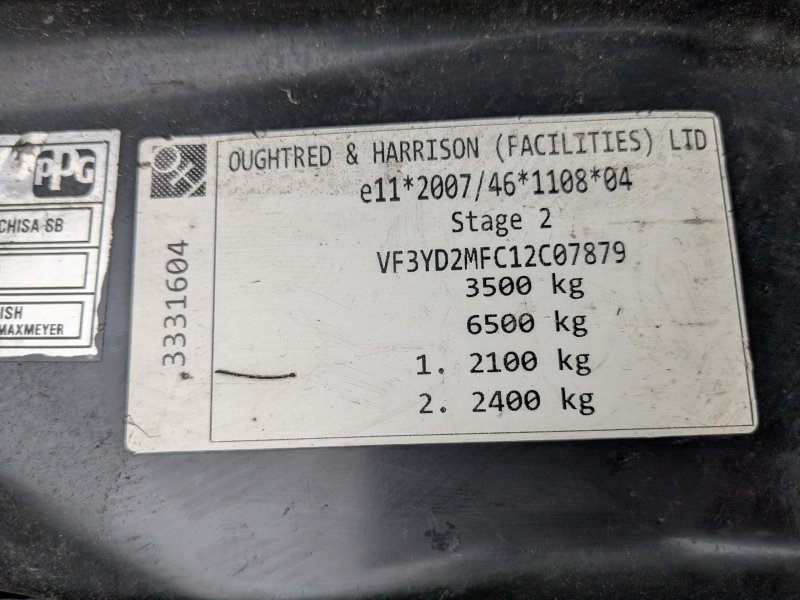 PPG
CHISA SB
ISH
MAXMEYER
OH
OUGHTRED & HARRISON (FACILITIES) LTD
e11*2007/46*1108*04
Stage 2
VF3YD2MFC12C07879
3500 kg
6500 kg
1. 2100 kg
2. 2400 kg
3331604